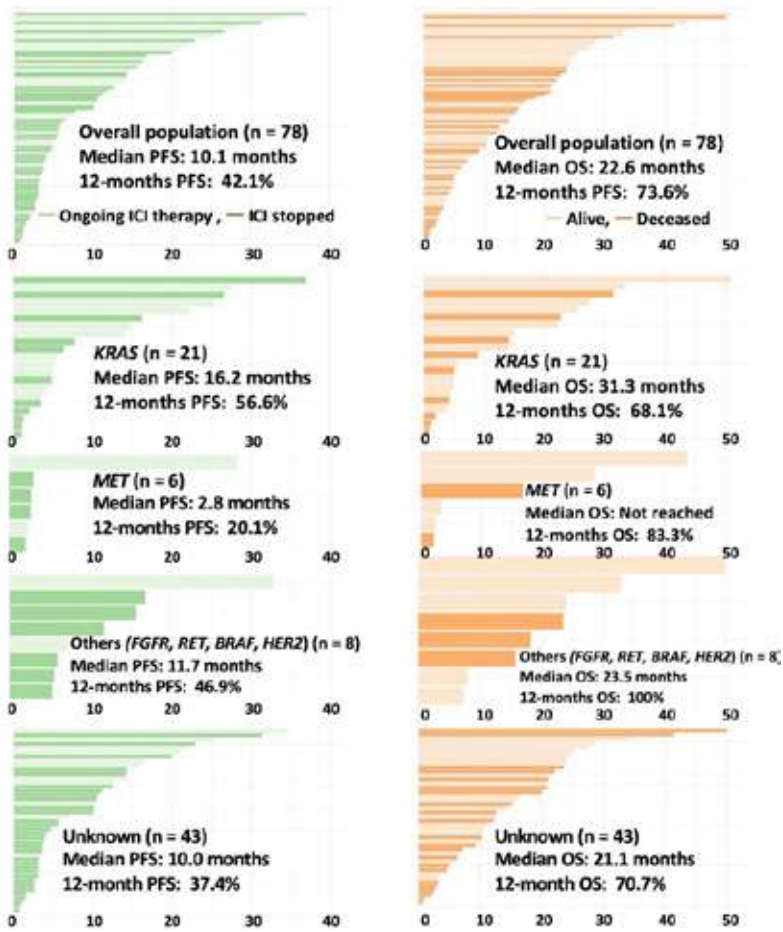 Overall population (n = 78)
Median PFS: 10.1 months
12-months PFS: 42.1%
Ongoing ICI therapy, ICI stopped
0 10 20 30 40
Overall population (n = 78)
Median OS: 22.6 months
12-months PFS: 73.6%
Alive, Deceased
0 10 20 30 40 50
KRAS (n = 21)
Median PFS: 16.2 months
12-months PFS: 56.6%
0 10 20 30 40
KRAS (n = 21)
Median OS: 31.3 months
12-months OS: 68.1%
0 10 20 30 40 50
MET (n = 6)
Median PFS: 2.8 months
12-months PFS: 20.1%
0 10 20 30 40
MET (n = 6)
Median OS: Not reached
12-months OS: 83.3%
0 10 20 30 40 50
Others (FGFR, RET, BRAF, HER2) (n = 8)
Median PFS: 11.7 months
12-months PFS: 46.9%
0 10 20 30 40
Others (FGFR, RET, BRAF, HER2) (n = 8)
Median OS: 23.5 months
12-months OS: 100%
0 10 20 30 40 50
Unknown (n = 43)
Median PFS: 10.0 months
12-month PFS: 37.4%
0 10 20 30 40
Unknown (n = 43)
Median OS: 21.1 months
12-month OS: 70.7%
0 10 20 30 40 50